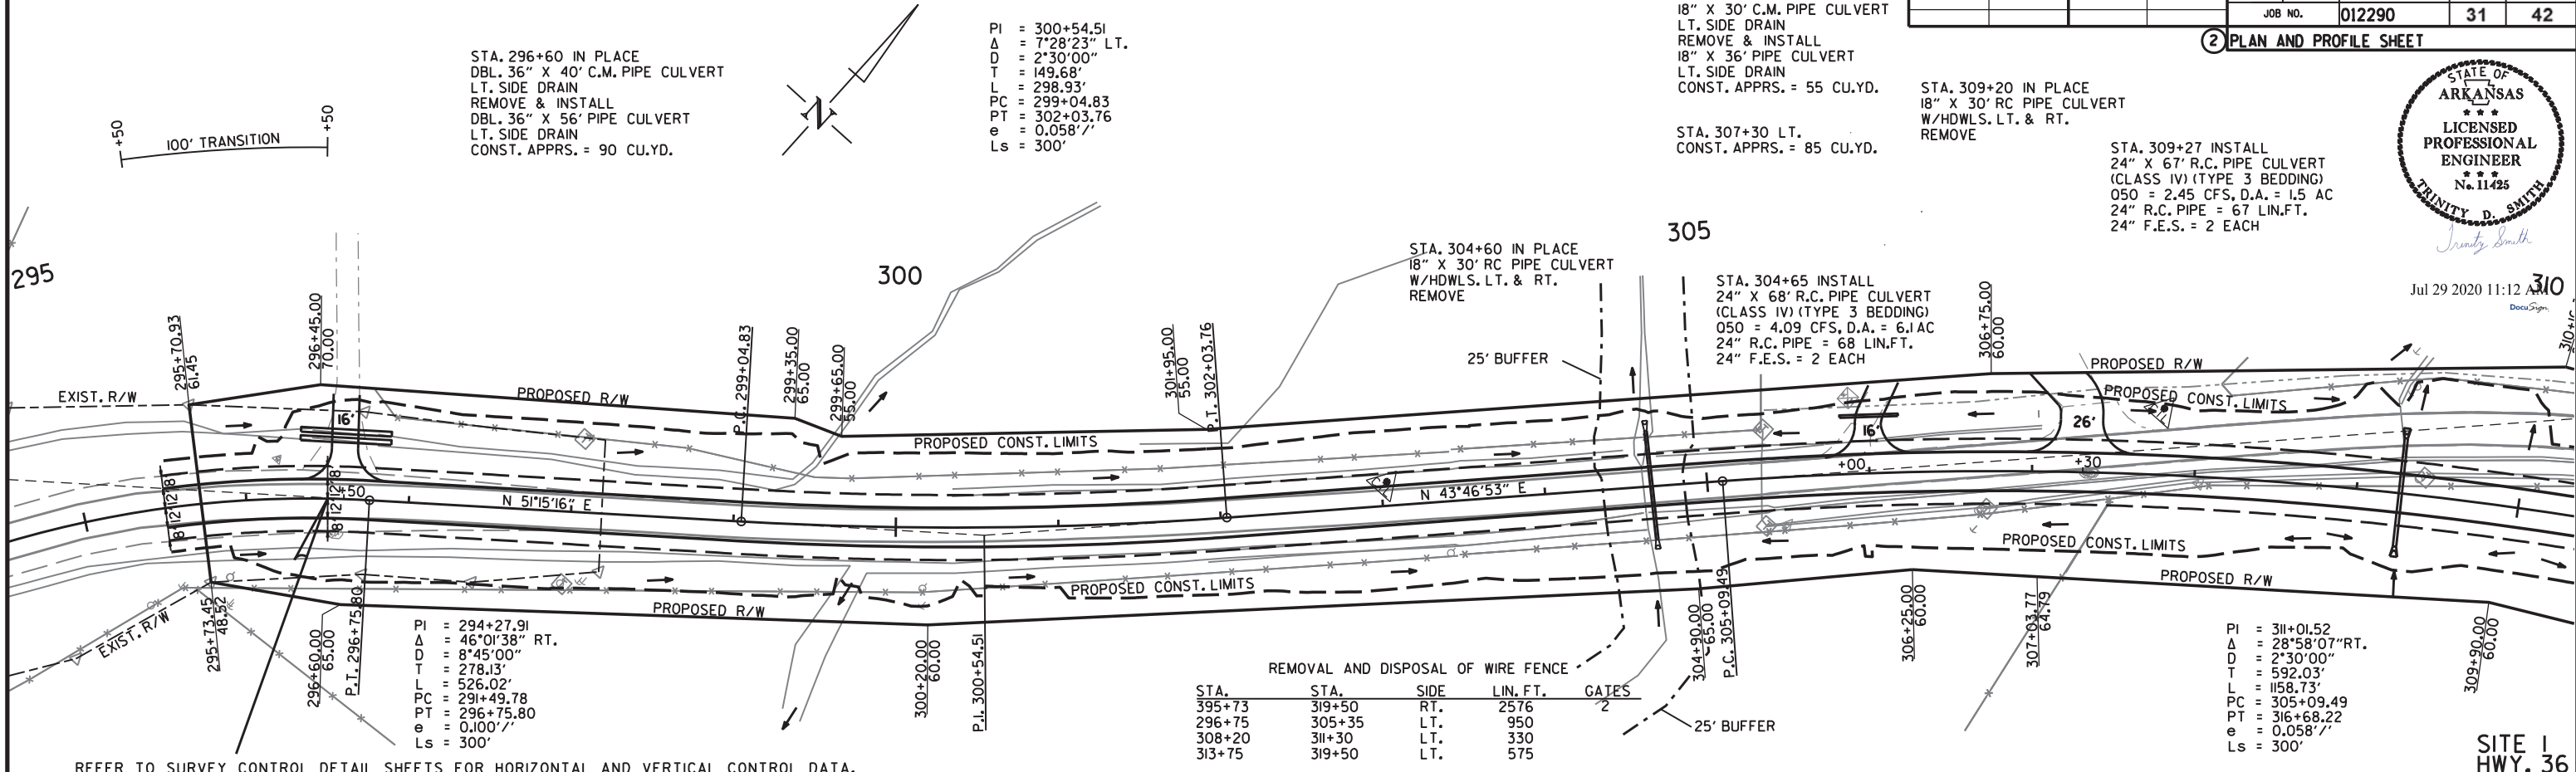 JOB NO. 012290 31 42
2 PLAN AND PROFILE SHEET
STATE OF
ARKANSAS
* * *
LICENSED
PROFESSIONAL
ENGINEER
* * *
No. 11425
TRINITY D. SMITH
Trinity Smith
Jul 29 2020 11:12 AM
DocuSign
+50
100' TRANSITION
+50
STA. 296+60 IN PLACE
DBL. 36" X 40' C.M. PIPE CULVERT
LT. SIDE DRAIN
REMOVE & INSTALL
DBL. 36" X 56' PIPE CULVERT
LT. SIDE DRAIN
CONST. APPRS. = 90 CU.YD.
N
PI = 300+54.51
Δ = 7°28'23" LT.
D = 2°30'00"
T = 149.68'
L = 298.93'
PC = 299+04.83
PT = 302+03.76
e = 0.058'/'
Ls = 300'
18" X 30' C.M. PIPE CULVERT
LT. SIDE DRAIN
REMOVE & INSTALL
18" X 36' PIPE CULVERT
LT. SIDE DRAIN
CONST. APPRS. = 55 CU.YD.
STA. 307+30 LT.
CONST. APPRS. = 85 CU.YD.
STA. 309+20 IN PLACE
18" X 30' RC PIPE CULVERT
W/HDWLS. LT. & RT.
REMOVE
STA. 309+27 INSTALL
24" X 67' R.C. PIPE CULVERT
(CLASS IV) (TYPE 3 BEDDING)
Q50 = 2.45 CFS, D.A. = 1.5 AC
24" R.C. PIPE = 67 LIN.FT.
24" F.E.S. = 2 EACH
295
300
305
310
STA. 304+60 IN PLACE
18" X 30' RC PIPE CULVERT
W/HDWLS. LT. & RT.
REMOVE
STA. 304+65 INSTALL
24" X 68' R.C. PIPE CULVERT
(CLASS IV) (TYPE 3 BEDDING)
Q50 = 4.09 CFS, D.A. = 6.1 AC
24" R.C. PIPE = 68 LIN.FT.
24" F.E.S. = 2 EACH
25' BUFFER
295+70.93
61.45
296+45.00
70.00
P.C. 299+04.83
299+35.00
65.00
299+65.00
55.00
301+95.00
55.00
P.T. 302+03.76
306+75.00
60.00
EXIST. R/W
PROPOSED R/W
PROPOSED R/W
PROPOSED CONST. LIMITS
PROPOSED CONST. LIMITS
16'
16'
26'
+50
+00
+30
8' 12' 12' 8'
8' 12' 12' 8'
N 51°15'16" E
N 43°46'53" E
PROPOSED CONST. LIMITS
PROPOSED CONST. LIMITS
PROPOSED R/W
PROPOSED R/W
EXIST. R/W
295+73.45
48.52
296+60.00
65.00
P.T. 296+75.80
300+20.00
60.00
P.I. 300+54.51
304+90.00
65.00
P.C. 305+09.49
306+25.00
60.00
307+03.77
64.79
309+90.00
60.00
PI = 294+27.91
Δ = 46°01'38" RT.
D = 8°45'00"
T = 278.13'
L = 526.02'
PC = 291+49.78
PT = 296+75.80
e = 0.100'/'
Ls = 300'
REMOVAL AND DISPOSAL OF WIRE FENCE
STA. STA. SIDE LIN. FT. GATES
395+73 319+50 RT. 2576 2
296+75 305+35 LT. 950
308+20 311+30 LT. 330
313+75 319+50 LT. 575
25' BUFFER
PI = 311+01.52
Δ = 28°58'07"RT.
D = 2°30'00"
T = 592.03'
L = 1158.73'
PC = 305+09.49
PT = 316+68.22
e = 0.058'/'
Ls = 300'
SITE 1
HWY. 36
REFER TO SURVEY CONTROL DETAIL SHEETS FOR HORIZONTAL AND VERTICAL CONTROL DATA.